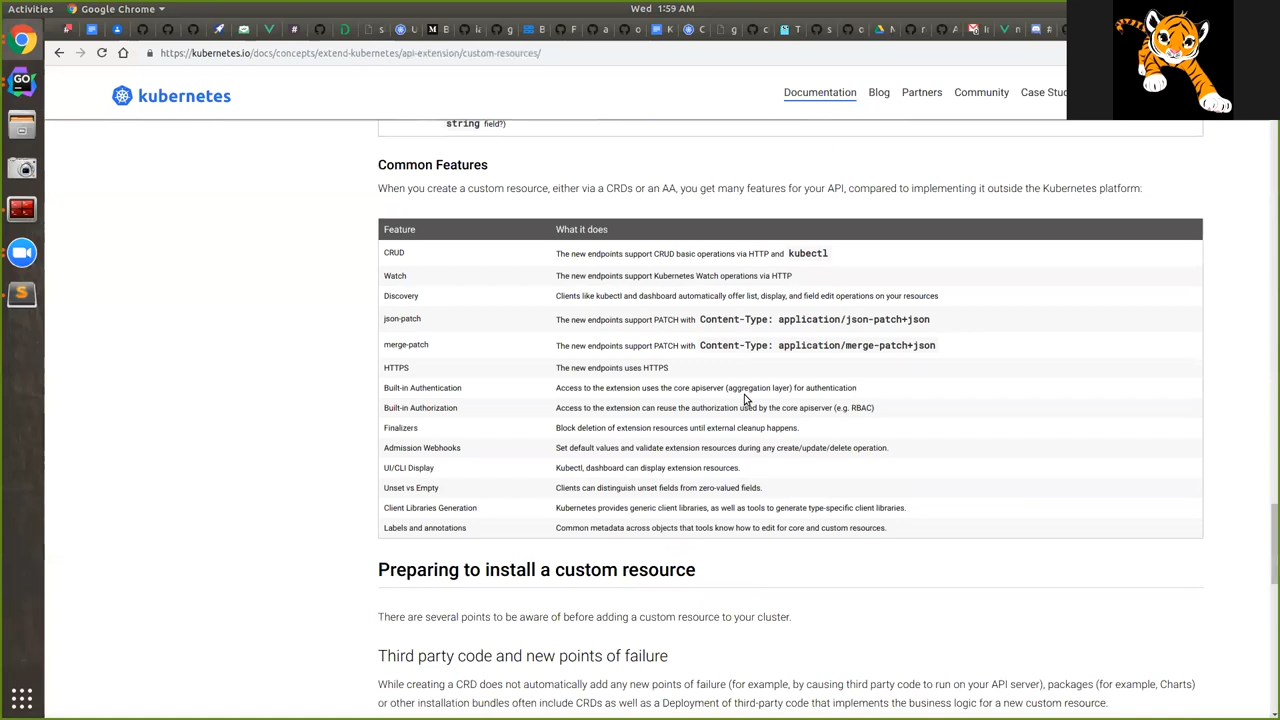 Activities
Google Chrome
Wed 1:59 AM
https://kubernetes.io/docs/concepts/extend-kubernetes/api-extension/custom-resources/
kubernetes
Documentation
Blog
Partners
Community
Case Stud
string field?)
Common Features
When you create a custom resource, either via a CRDs or an AA, you get many features for your API, compared to implementing it outside the Kubernetes platform:
Feature What it does
CRUD The new endpoints support CRUD basic operations via HTTP and kubectl
Watch The new endpoints support Kubernetes Watch operations via HTTP
Discovery Clients like kubectl and dashboard automatically offer list, display, and field edit operations on your resources
json-patch The new endpoints support PATCH with Content-Type: application/json-patch+json
merge-patch The new endpoints support PATCH with Content-Type: application/merge-patch+json
HTTPS The new endpoints uses HTTPS
Built-in Authentication Access to the extension uses the core apiserver (aggregation layer) for authentication
Built-in Authorization Access to the extension can reuse the authorization used by the core apiserver (e.g. RBAC)
Finalizers Block deletion of extension resources until external cleanup happens.
Admission Webhooks Set default values and validate extension resources during any create/update/delete operation.
UI/CLI Display Kubectl, dashboard can display extension resources.
Unset vs Empty Clients can distinguish unset fields from zero-valued fields.
Client Libraries Generation Kubernetes provides generic client libraries, as well as tools to generate type-specific client libraries.
Labels and annotations Common metadata across objects that tools know how to edit for core and custom resources.
Preparing to install a custom resource
There are several points to be aware of before adding a custom resource to your cluster.
Third party code and new points of failure
While creating a CRD does not automatically add any new points of failure (for example, by causing third party code to run on your API server), packages (for example, Charts)
or other installation bundles often include CRDs as well as a Deployment of third-party code that implements the business logic for a new custom resource.